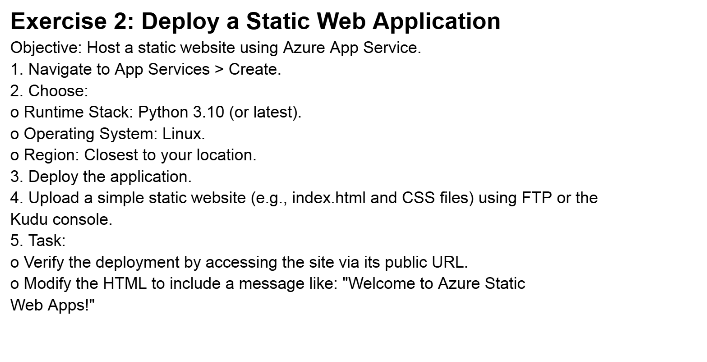 Exercise 2: Deploy a Static Web Application
Objective: Host a static website using Azure App Service.
1. Navigate to App Services > Create.
2. Choose:
o Runtime Stack: Python 3.10 (or latest).
o Operating System: Linux.
o Region: Closest to your location.
3. Deploy the application.
4. Upload a simple static website (e.g., index.html and CSS files) using FTP or the
Kudu console.
5. Task:
o Verify the deployment by accessing the site via its public URL.
o Modify the HTML to include a message like: "Welcome to Azure Static
Web Apps!"